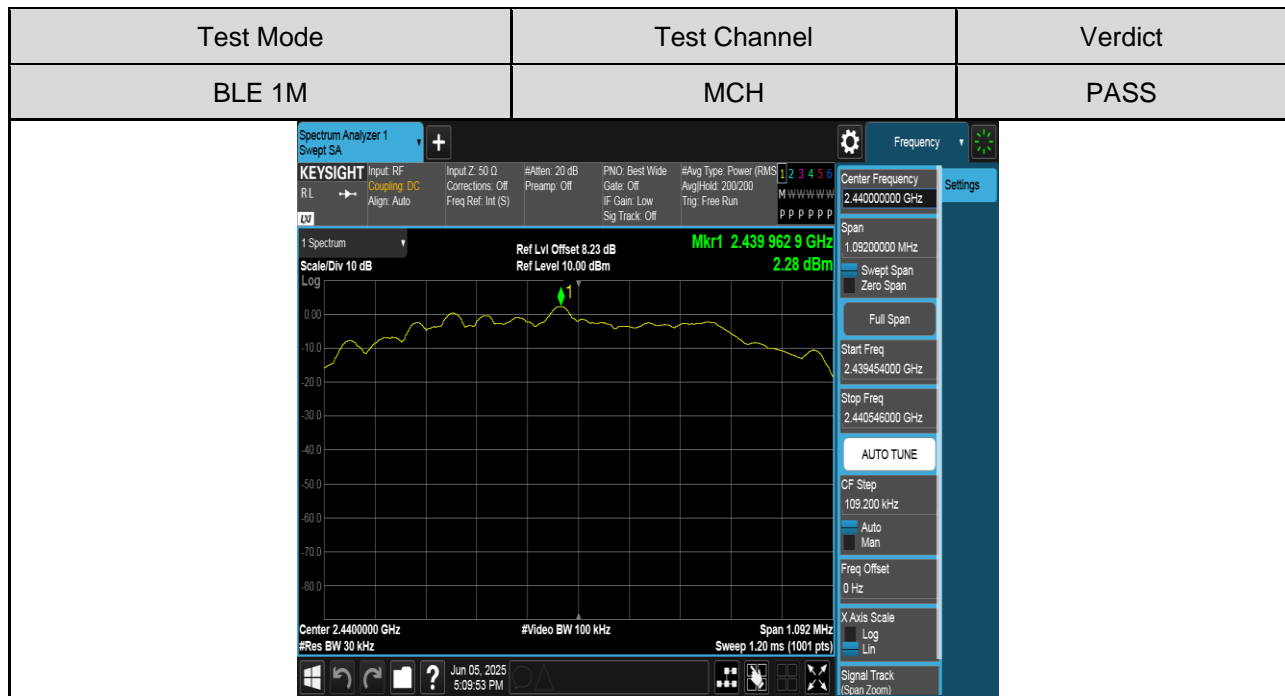 Test Mode Test Channel Verdict
BLE 1M MCH PASS
Spectrum Analyzer 1
Swept SA
+
Frequency
KEYSIGHT
RL
LXI
Input: RF
Coupling: DC
Align: Auto
Input Z: 50 Ω
Corrections: Off
Freq Ref: Int (S)
#Atten: 20 dB
Preamp: Off
PNO: Best Wide
Gate: Off
IF Gain: Low
Sig Track: Off
#Avg Type: Power (RMS
Avg|Hold: 200/200
Trig: Free Run
1 2 3 4 5 6
M W W W W W
P P P P P P
1 Spectrum
Scale/Div 10 dB
Log
Ref Lvl Offset 8.23 dB
Ref Level 10.00 dBm
Mkr1 2.439 962 9 GHz
2.28 dBm
1
0.00
-10.0
-20.0
-30.0
-40.0
-50.0
-60.0
-70.0
-80.0
Center 2.4400000 GHz
#Res BW 30 kHz
#Video BW 100 kHz
Span 1.092 MHz
Sweep 1.20 ms (1001 pts)
?
Jun 05, 2025
5:09:53 PM
Center Frequency
2.440000000 GHz
Settings
Span
1.09200000 MHz
Swept Span
Zero Span
Full Span
Start Freq
2.439454000 GHz
Stop Freq
2.440546000 GHz
AUTO TUNE
CF Step
109.200 kHz
Auto
Man
Freq Offset
0 Hz
X Axis Scale
Log
Lin
Signal Track
(Span Zoom)